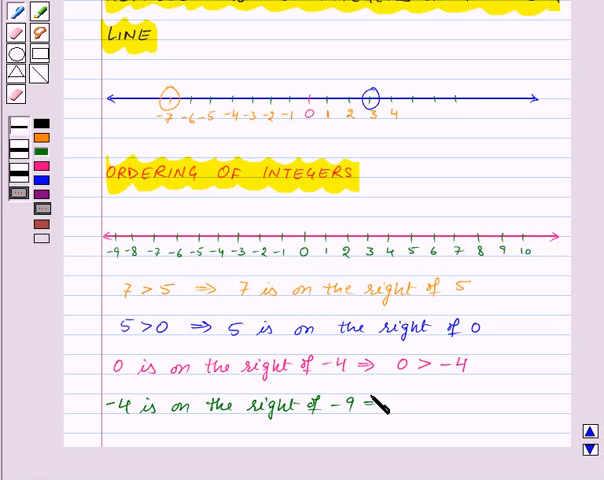 LINE
-7 -6 -5 -4 -3 -2 -1 0 1 2 3 4
ORDERING OF INTEGERS
-9 -8 -7 -6 -5 -4 -3 -2 -1 0 1 2 3 4 5 6 7 8 9 10
7 > 5 ⇒ 7 is on the right of 5
5 > 0 ⇒ 5 is on the right of 0
0 is on the right of -4 ⇒ 0 > -4
-4 is on the right of -9 =